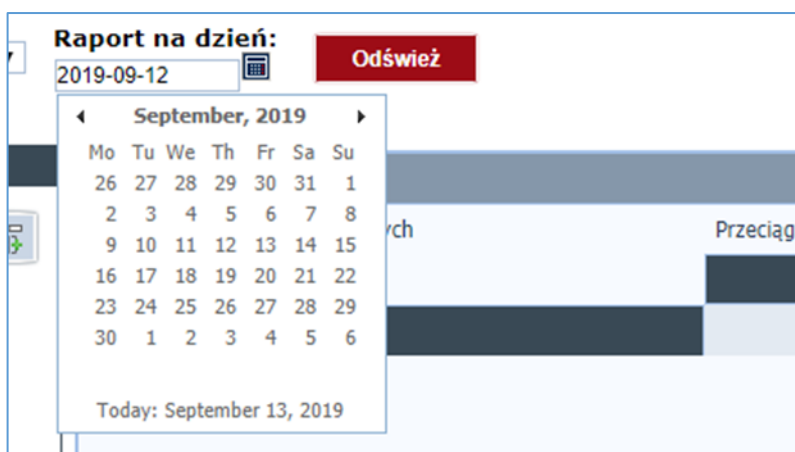 Raport na dzień:
2019-09-12
Odśwież
September, 2019
Mo Tu We Th Fr Sa Su
26 27 28 29 30 31 1
2 3 4 5 6 7 8
9 10 11 12 13 14 15
16 17 18 19 20 21 22
23 24 25 26 27 28 29
30 1 2 3 4 5 6
Today: September 13, 2019
ych
Przeciąg